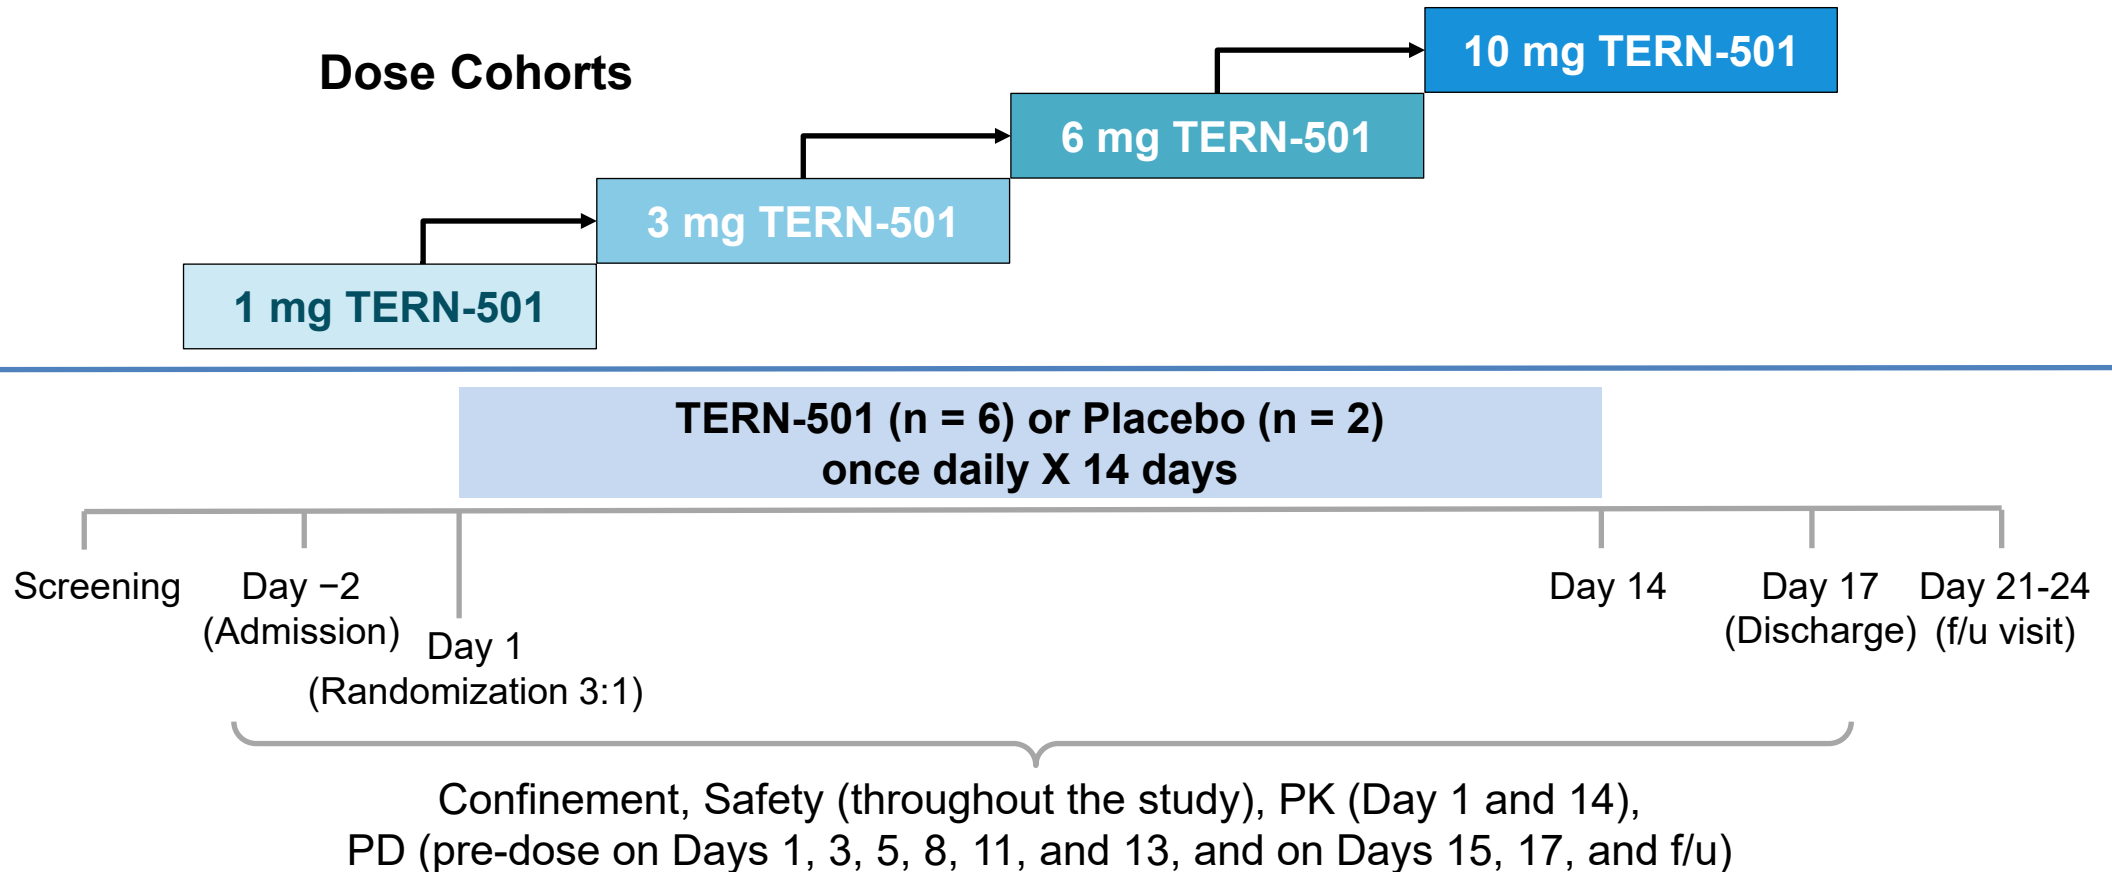 Dose Cohorts
10 mg TERN-501
6 mg TERN-501
3 mg TERN-501
1 mg TERN-501
TERN-501 (n = 6) or Placebo (n = 2)
once daily X 14 days
Screening
Day −2
(Admission)
Day 1
(Randomization 3:1)
Day 14
Day 17
(Discharge)
Day 21-24
(f/u visit)
Confinement, Safety (throughout the study), PK (Day 1 and 14),
PD (pre-dose on Days 1, 3, 5, 8, 11, and 13, and on Days 15, 17, and f/u)